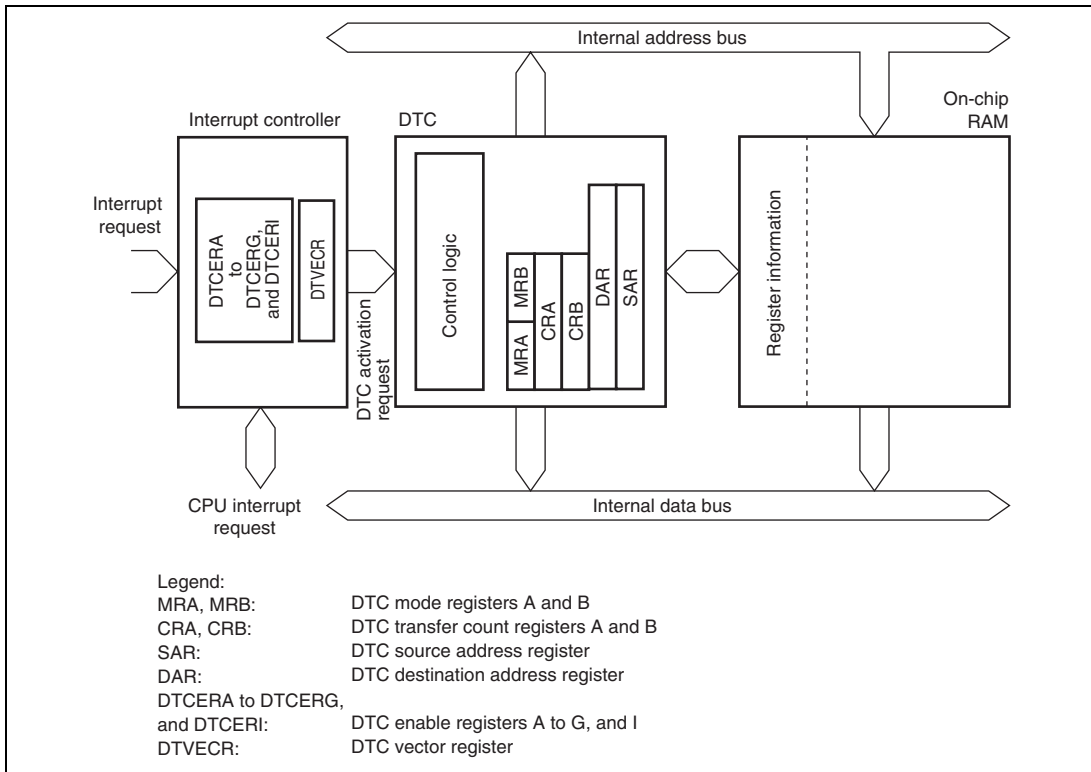 Internal address bus
Interrupt controller
DTC
On-chip
RAM
Interrupt
request
DTCERA
to
DTCERG,
and DTCERI
DTVECR
DTC activation
request
Control logic
MRA
MRB
CRA
CRB
DAR
SAR
Register information
CPU interrupt
request
Internal data bus
Legend:
MRA, MRB: DTC mode registers A and B
CRA, CRB: DTC transfer count registers A and B
SAR: DTC source address register
DAR: DTC destination address register
DTCERA to DTCERG,
and DTCERI: DTC enable registers A to G, and I
DTVECR: DTC vector register